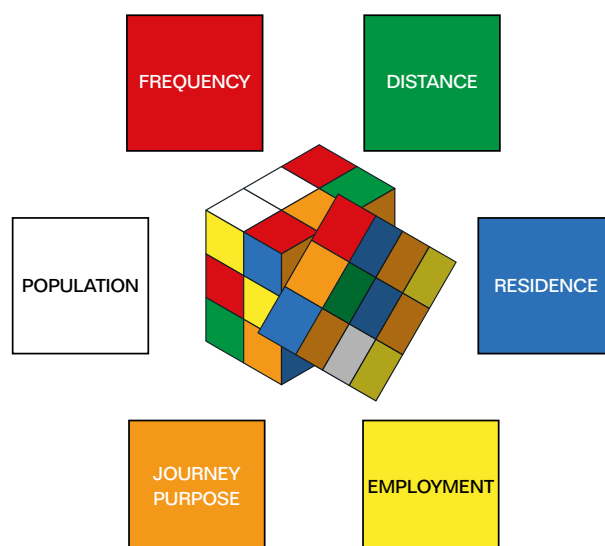 FREQUENCY
DISTANCE
POPULATION
RESIDENCE
JOURNEY
PURPOSE
EMPLOYMENT